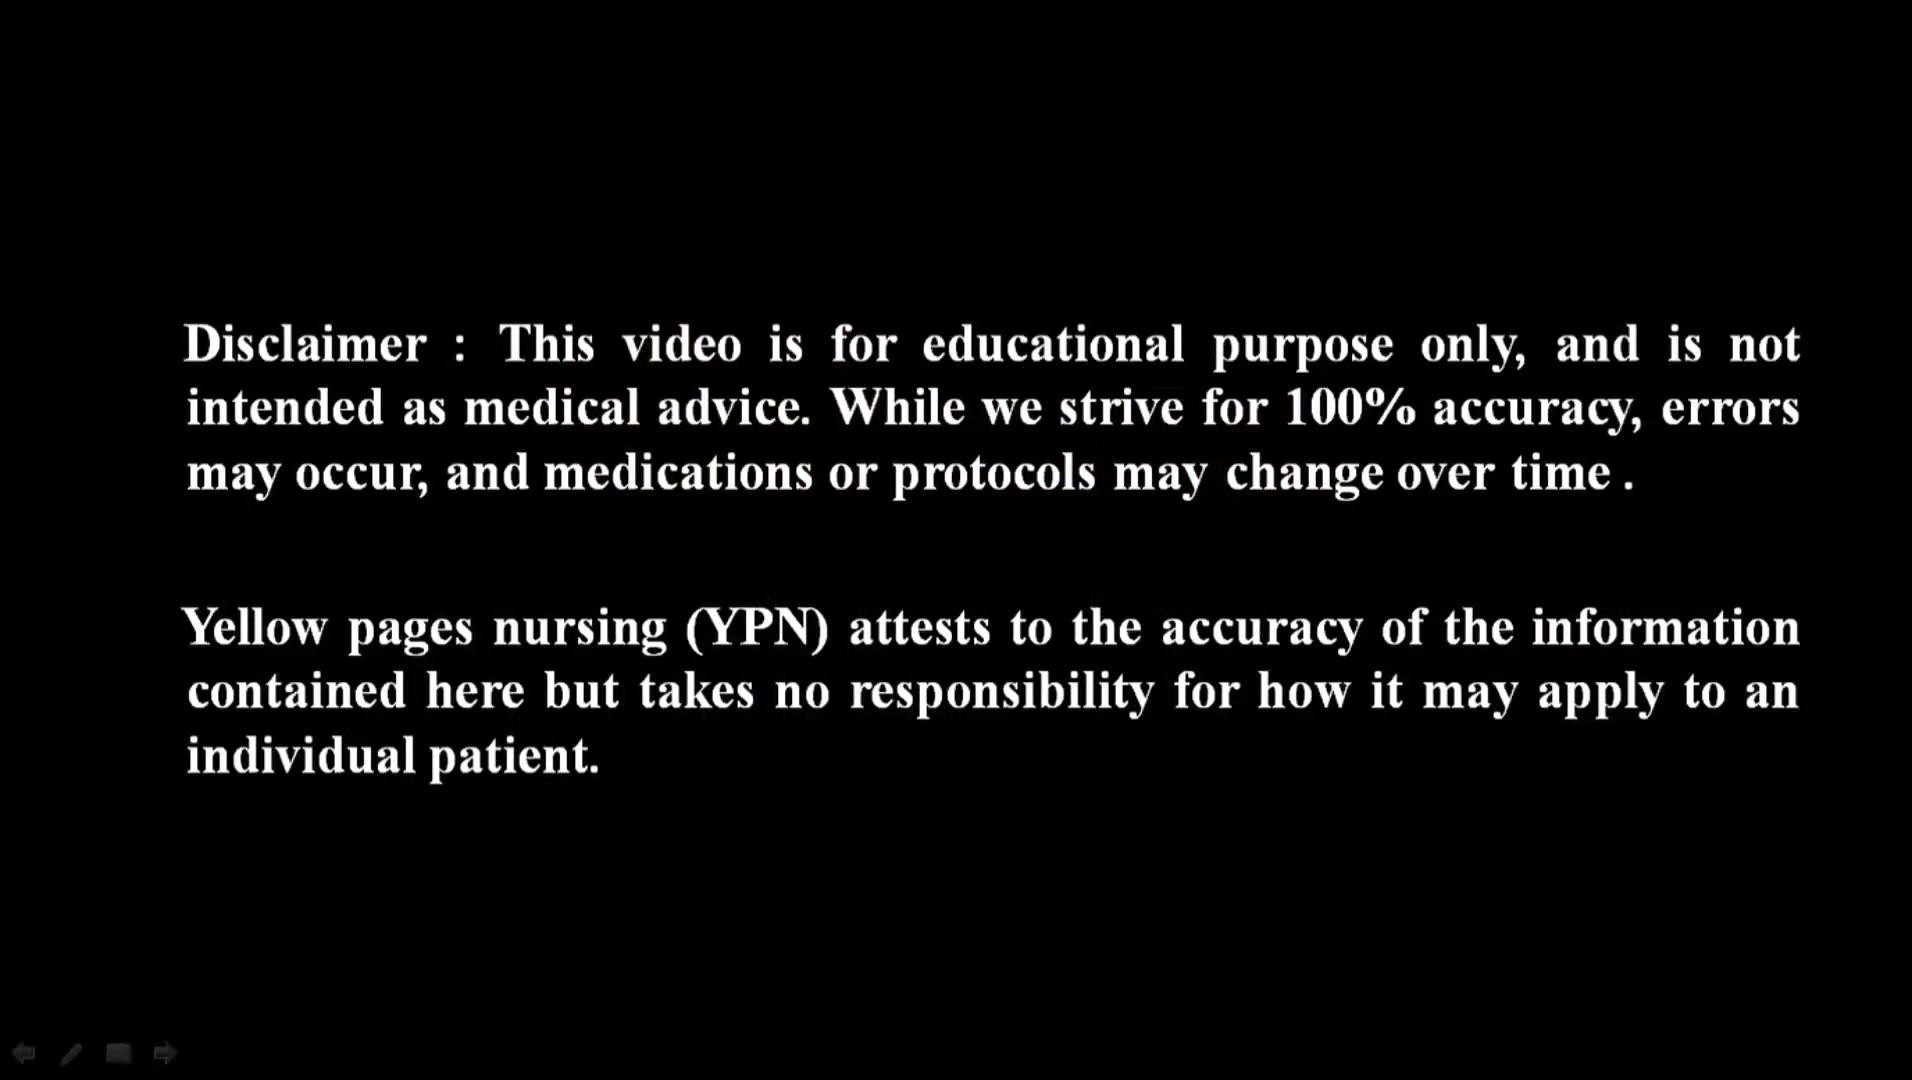 Disclaimer : This video is for educational purpose only, and is not
intended as medical advice. While we strive for 100% accuracy, errors
may occur, and medications or protocols may change over time .
Yellow pages nursing (YPN) attests to the accuracy of the information
contained here but takes no responsibility for how it may apply to an
individual patient.